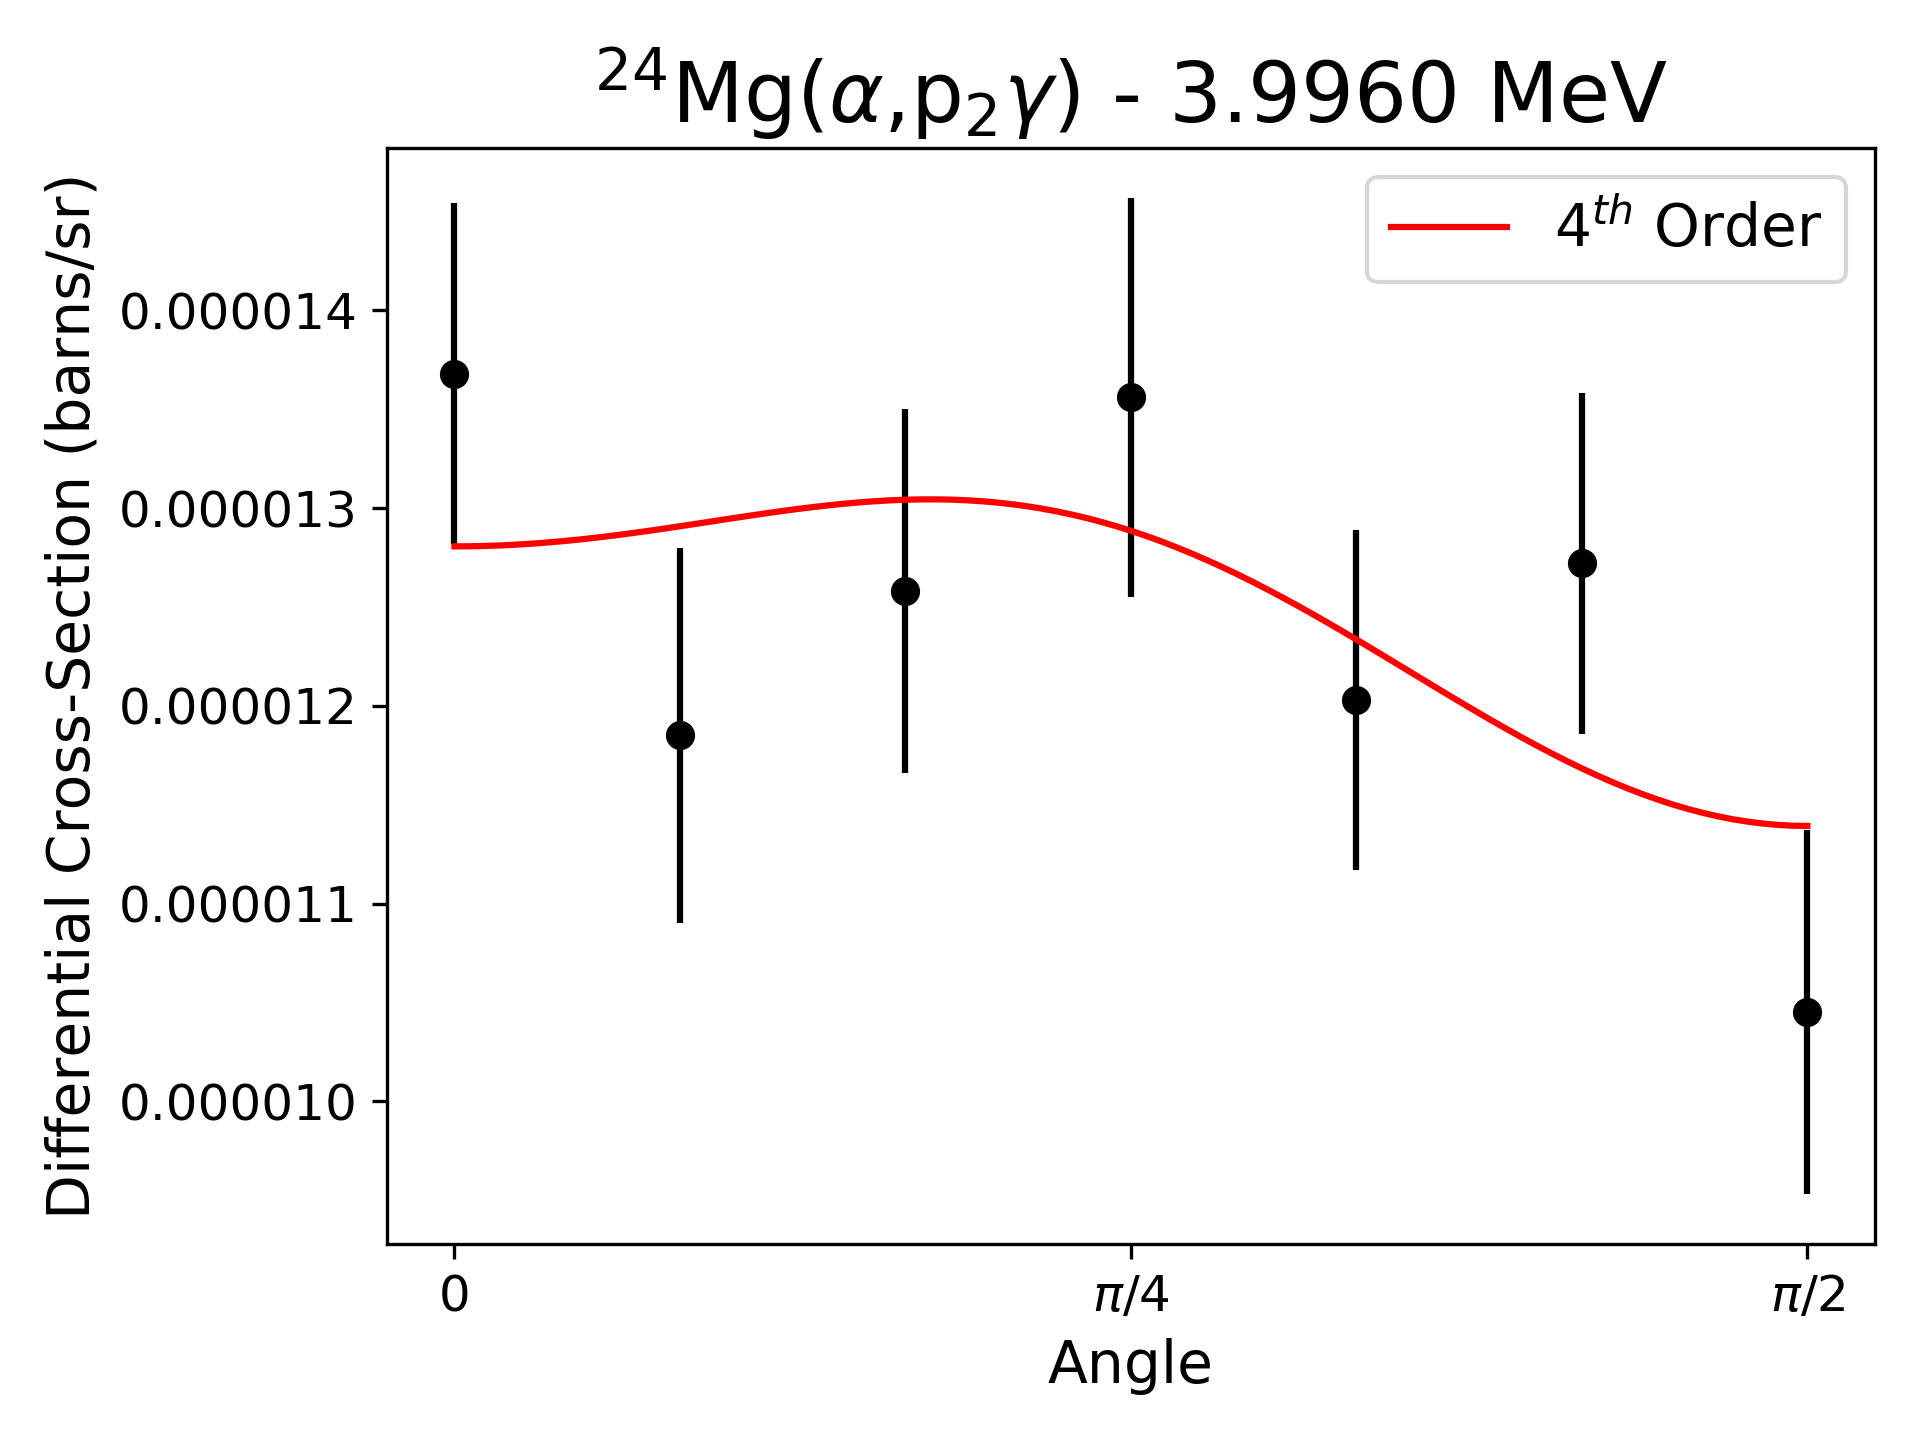 ²⁴Mg(α,p₂γ) - 3.9960 MeV
4ᵗʰ Order
Differential Cross-Section (barns/sr)
0.000014
0.000013
0.000012
0.000011
0.000010
0 π/4 π/2
Angle